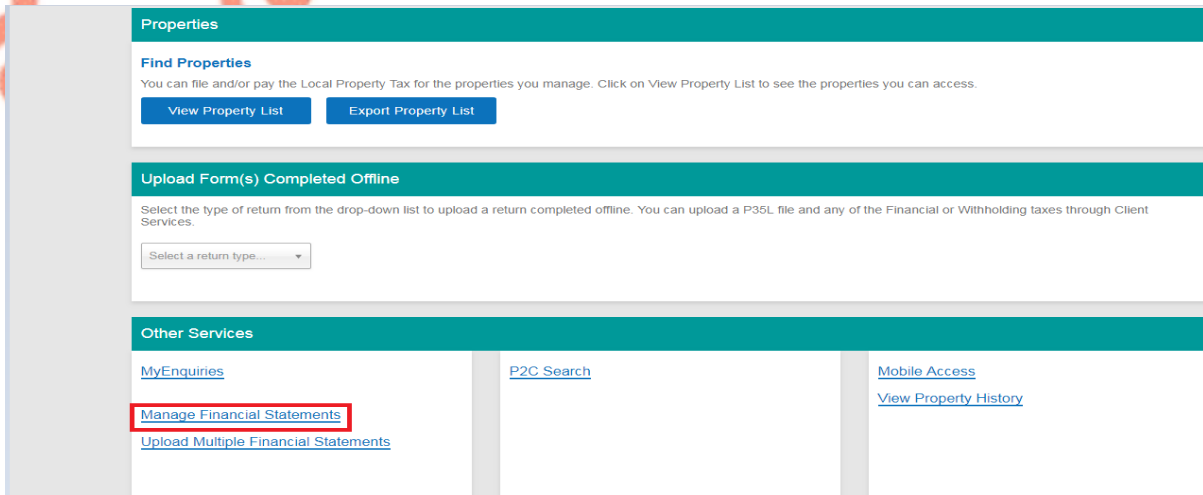 Properties
Find Properties
You can file and/or pay the Local Property Tax for the properties you manage. Click on View Property List to see the properties you can access.
View Property List
Export Property List
Upload Form(s) Completed Offline
Select the type of return from the drop-down list to upload a return completed offline. You can upload a P35L file and any of the Financial or Withholding taxes through Client
Services.
Select a return type...
Other Services
MyEnquiries
Manage Financial Statements
Upload Multiple Financial Statements
P2C Search
Mobile Access
View Property History